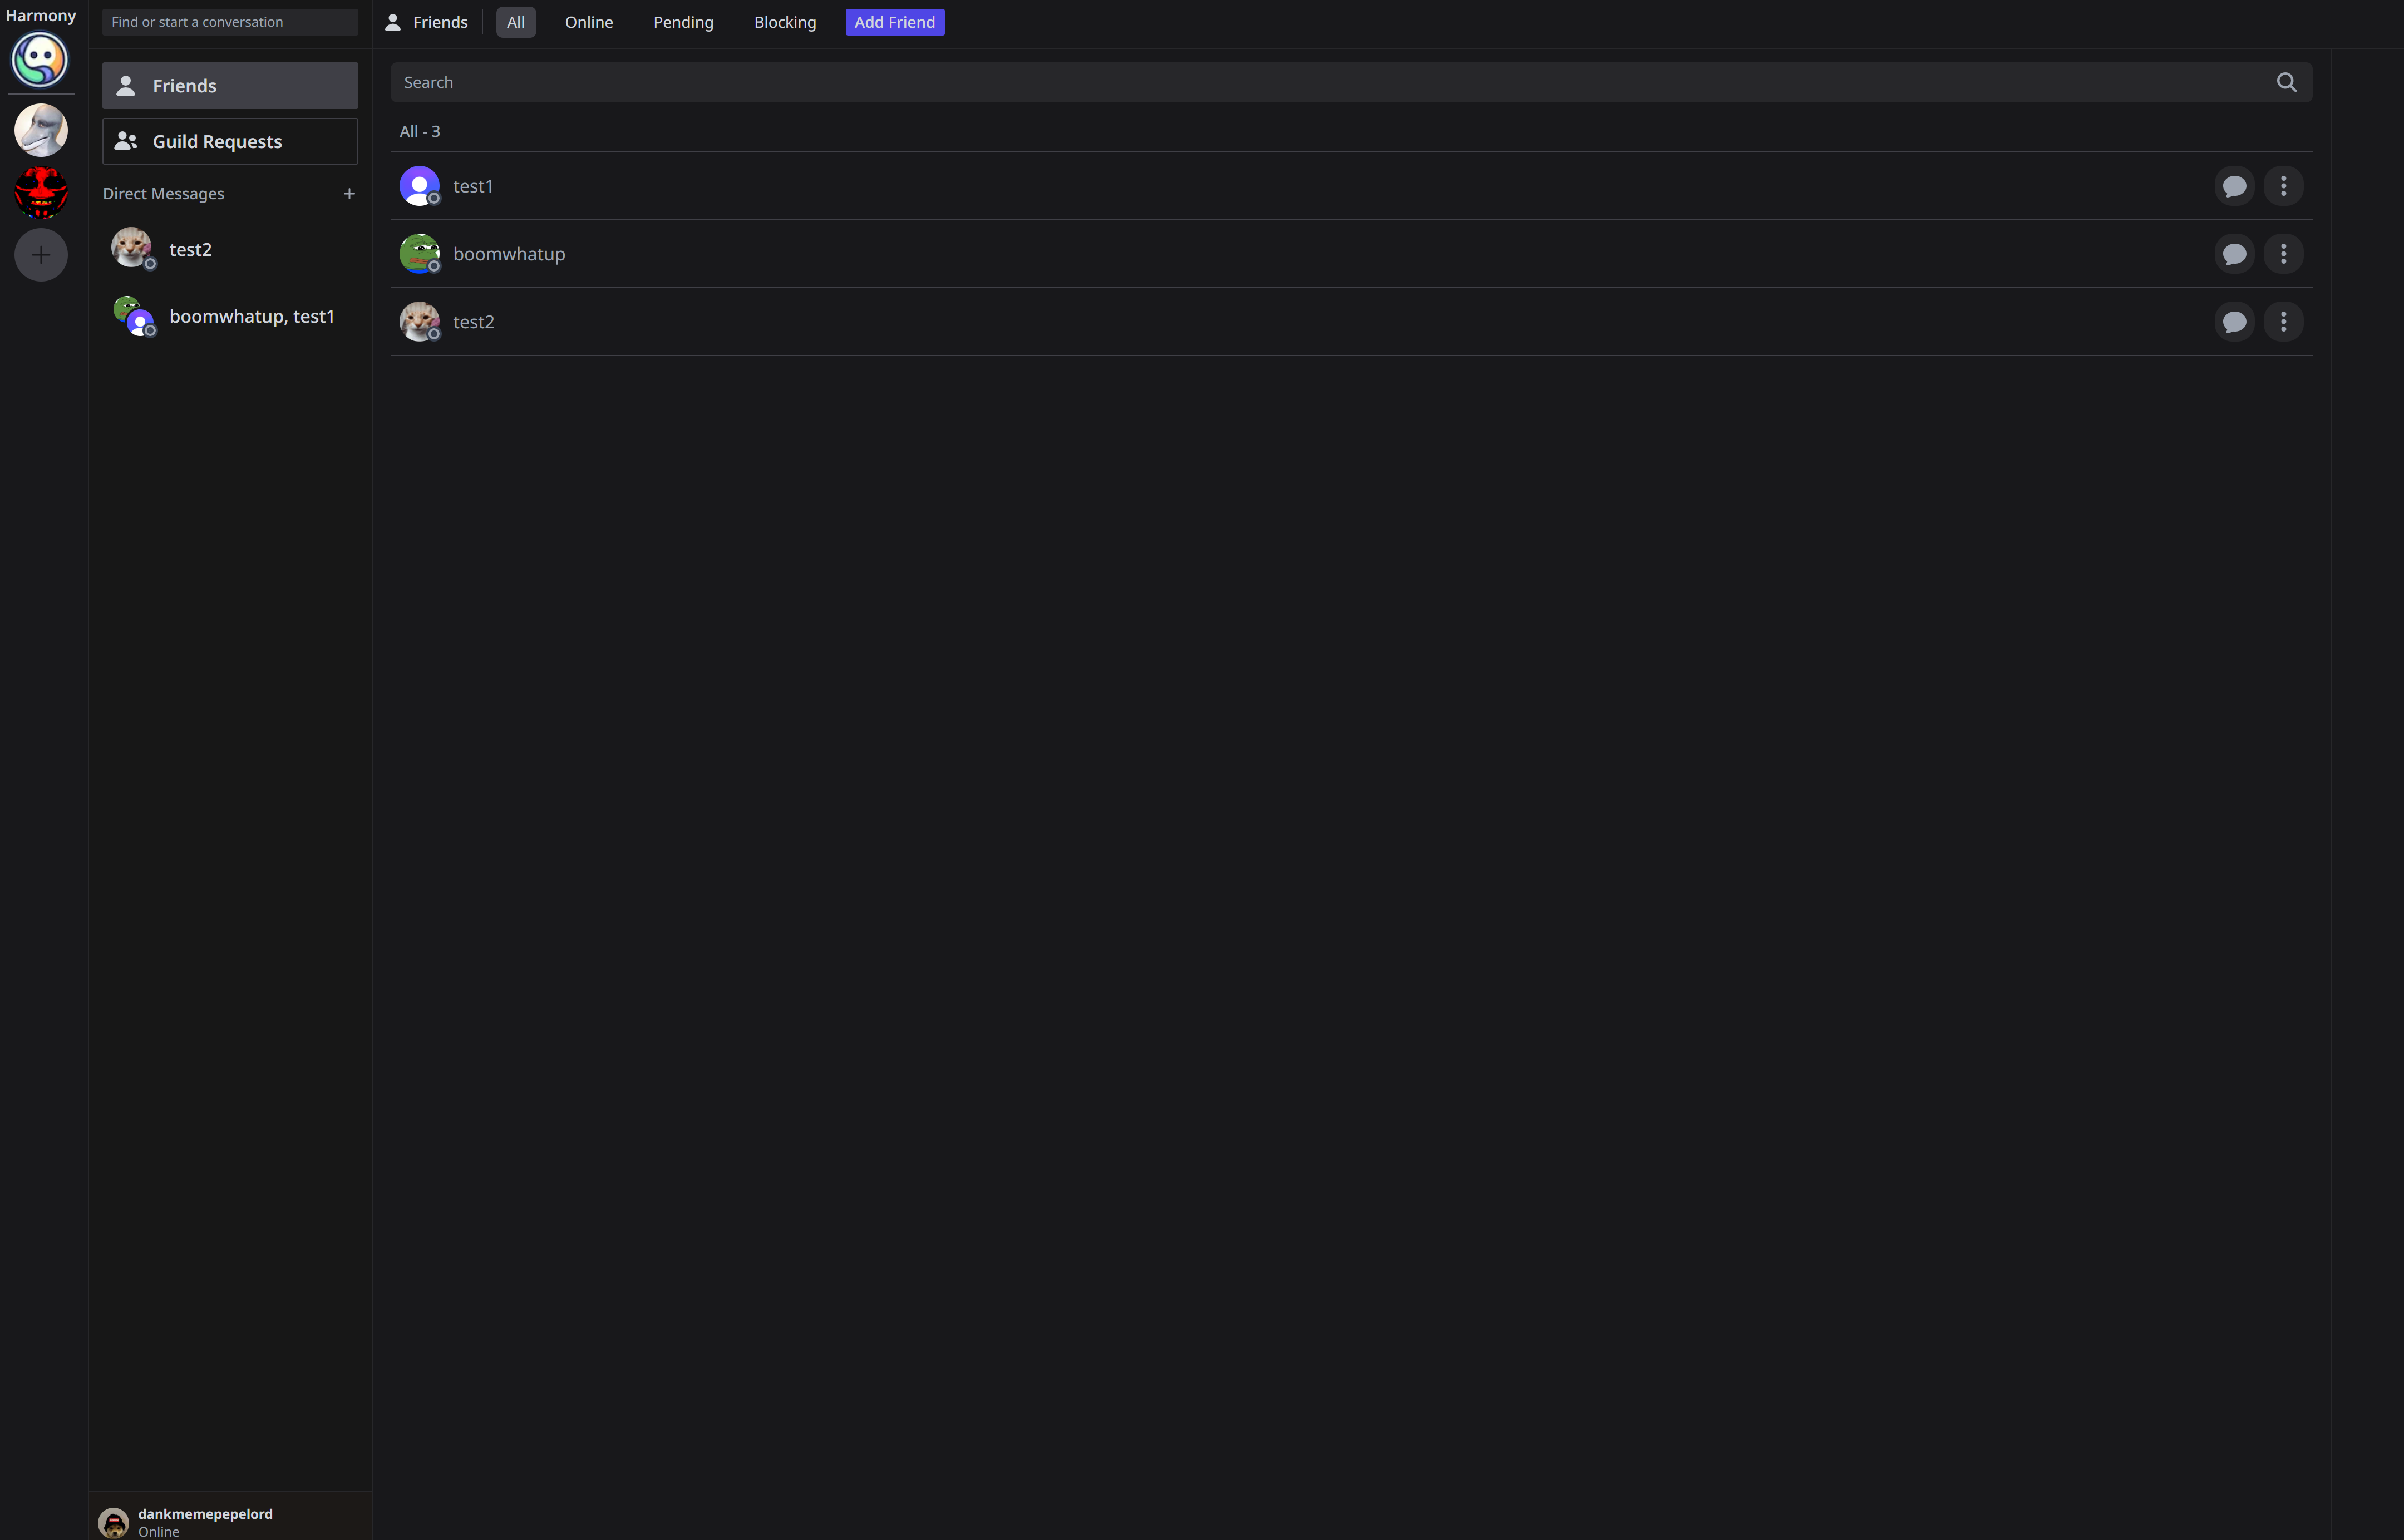 Harmony
Find or start a conversation
Friends
Guild Requests
Direct Messages
test2
boomwhatup, test1
dankmemepepelord
Online
Friends
All
Online
Pending
Blocking
Add Friend
Search
All - 3
test1
boomwhatup
test2